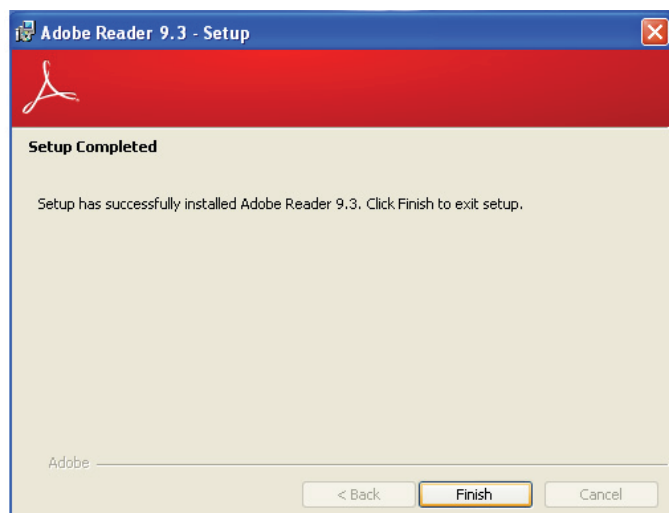 Adobe Reader 9.3 - Setup
Setup Completed
Setup has successfully installed Adobe Reader 9.3. Click Finish to exit setup.
Adobe
< Back Finish Cancel